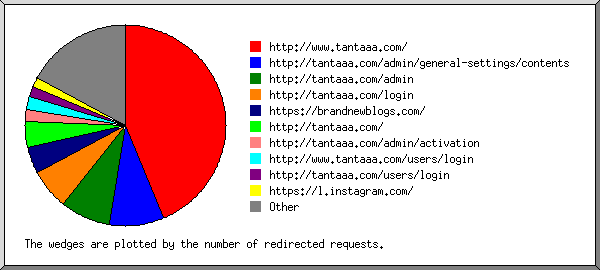 http://www.tantaaa.com/
http://tantaaa.com/admin/general-settings/contents
http://tantaaa.com/admin
http://tantaaa.com/login
https://brandnewblogs.com/
http://tantaaa.com/
http://tantaaa.com/admin/activation
http://www.tantaaa.com/users/login
http://tantaaa.com/users/login
https://l.instagram.com/
Other
The wedges are plotted by the number of redirected requests.